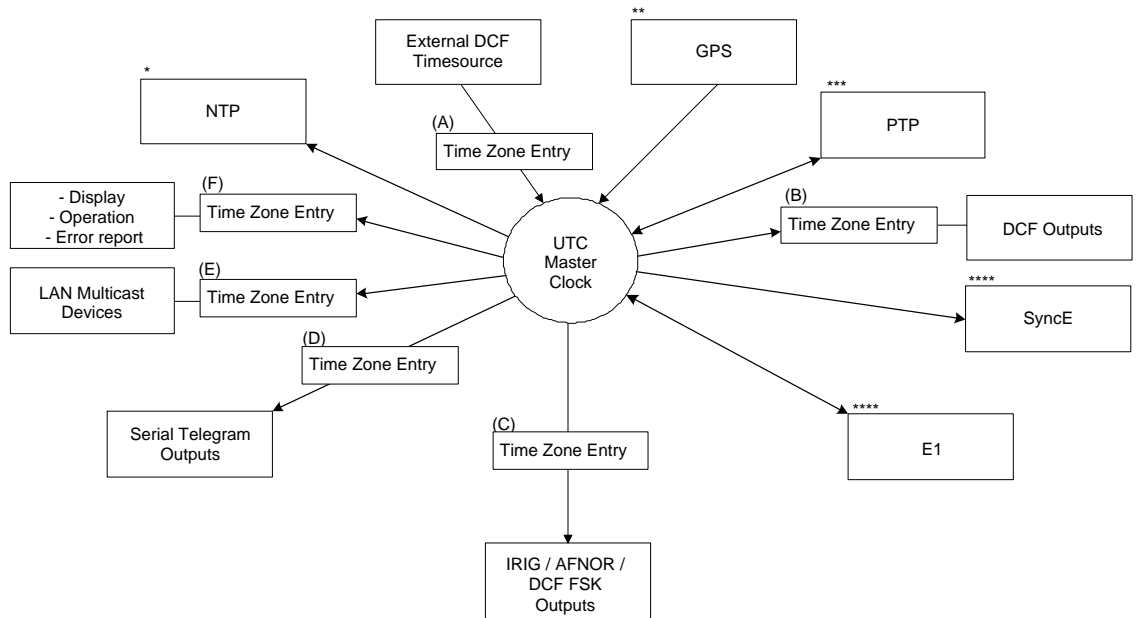 External DCF
Timesource
**
GPS
*
NTP
***
PTP
(A)
Time Zone Entry
(F)
Time Zone Entry
- Display
- Operation
- Error report
(B)
Time Zone Entry
DCF Outputs
UTC
Master
Clock
(E)
Time Zone Entry
LAN Multicast
Devices
****
SyncE
(D)
Time Zone Entry
Serial Telegram
Outputs
(C)
Time Zone Entry
****
E1
IRIG / AFNOR /
DCF FSK
Outputs